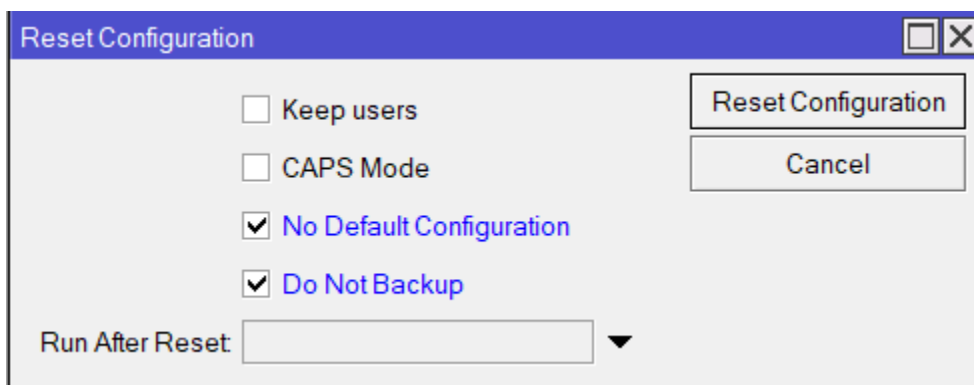 Reset Configuration
Keep users
Reset Configuration
CAPS Mode
Cancel
No Default Configuration
Do Not Backup
Run After Reset: